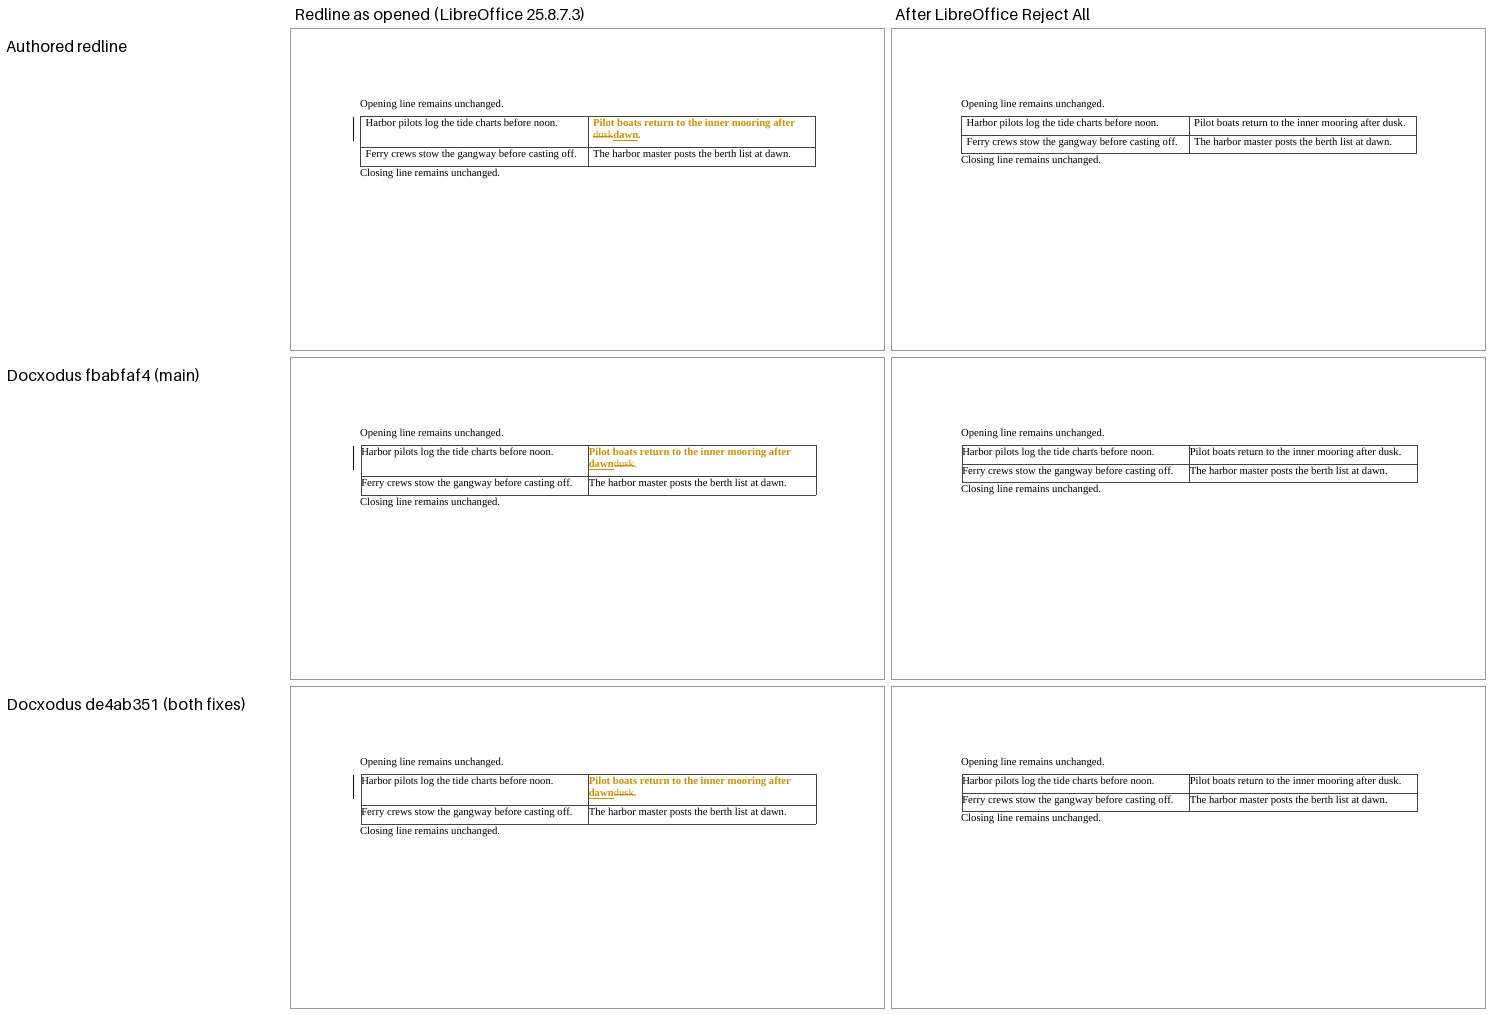 Redline as opened (LibreOffice 25.8.7.3)
After LibreOffice Reject All
Authored redline
Opening line remains unchanged.
Harbor pilots log the tide charts before noon.
Pilot boats return to the inner mooring after
duskdawn.
Ferry crews stow the gangway before casting off.
The harbor master posts the berth list at dawn.
Closing line remains unchanged.
Opening line remains unchanged.
Harbor pilots log the tide charts before noon.
Pilot boats return to the inner mooring after dusk.
Ferry crews stow the gangway before casting off.
The harbor master posts the berth list at dawn.
Closing line remains unchanged.
Docxodus fbabfaf4 (main)
Opening line remains unchanged.
Harbor pilots log the tide charts before noon.
Pilot boats return to the inner mooring after
dawndusk.
Ferry crews stow the gangway before casting off.
The harbor master posts the berth list at dawn.
Closing line remains unchanged.
Opening line remains unchanged.
Harbor pilots log the tide charts before noon.
Pilot boats return to the inner mooring after dusk.
Ferry crews stow the gangway before casting off.
The harbor master posts the berth list at dawn.
Closing line remains unchanged.
Docxodus de4ab351 (both fixes)
Opening line remains unchanged.
Harbor pilots log the tide charts before noon.
Pilot boats return to the inner mooring after
dawndusk.
Ferry crews stow the gangway before casting off.
The harbor master posts the berth list at dawn.
Closing line remains unchanged.
Opening line remains unchanged.
Harbor pilots log the tide charts before noon.
Pilot boats return to the inner mooring after dusk.
Ferry crews stow the gangway before casting off.
The harbor master posts the berth list at dawn.
Closing line remains unchanged.